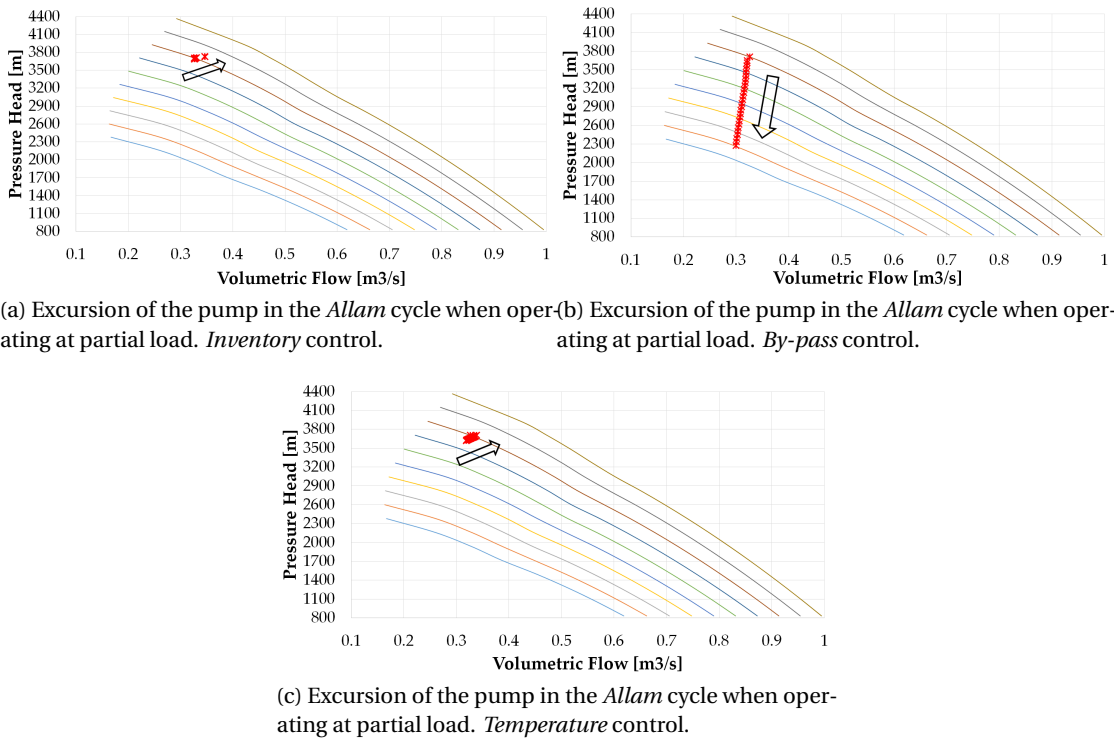 4400
4100
3800
3500
3200
2900
2600
2300
2000
1700
1400
1100
800
Pressure Head [m]
0.1 0.2 0.3 0.4 0.5 0.6 0.7 0.8 0.9 1
Volumetric Flow [m3/s]
(a) Excursion of the pump in the Allam cycle when oper-
ating at partial load. Inventory control.
4400
4100
3800
3500
3200
2900
2600
2300
2000
1700
1400
1100
800
Pressure Head [m]
0.1 0.2 0.3 0.4 0.5 0.6 0.7 0.8 0.9 1
Volumetric Flow [m3/s]
(b) Excursion of the pump in the Allam cycle when oper-
ating at partial load. By-pass control.
4400
4100
3800
3500
3200
2900
2600
2300
2000
1700
1400
1100
800
Pressure Head [m]
0.1 0.2 0.3 0.4 0.5 0.6 0.7 0.8 0.9 1
Volumetric Flow [m3/s]
(c) Excursion of the pump in the Allam cycle when oper-
ating at partial load. Temperature control.